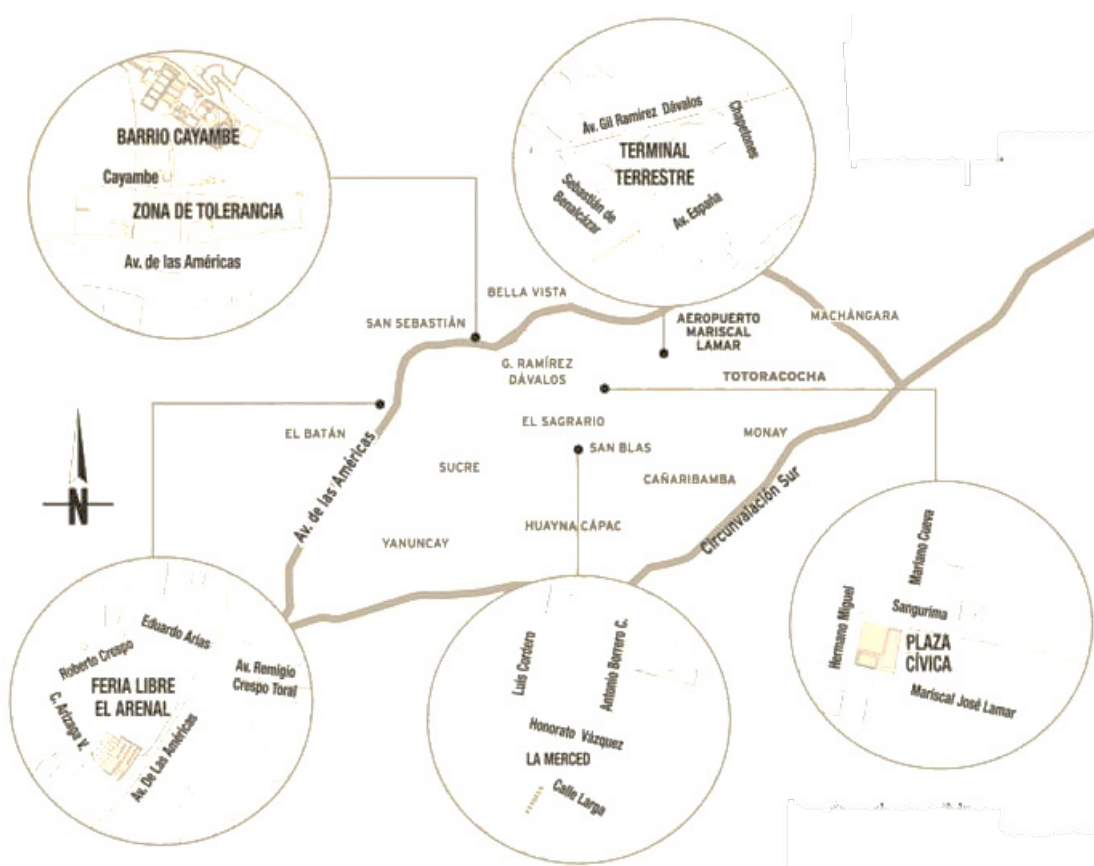 BARRIO CAYAMBE
Cayambe
ZONA DE TOLERANCIA
Av. de las Américas
Av. Gil Ramirez Dávalos
Chapetones
TERMINAL
TERRESTRE
Sebastián de
Benalcázar
Av. España
BELLA VISTA
SAN SEBASTIÁN
AEROPUERTO
MARISCAL
LAMAR
MACHÁNGARA
G. RAMÍREZ
DÁVALOS
TOTORACOCHA
EL BATÁN
EL SAGRARIO
MONAY
SAN BLAS
SUCRE
CAÑARIBAMBA
Av. de las Américas
HUAYNA CÁPAC
YANUNCAY
Circunvalación Sur
N
Eduardo Arias
Roberto Crespo
Av. Remigio
Crespo Toral
FERIA LIBRE
EL ARENAL
C. Arízaga V.
Av. De Las Américas
Luis Cordero
Antonio Borrero C.
Honorato Vázquez
LA MERCED
Calle Larga
Mariano Cueva
Sangurima
Hermano Miguel
PLAZA
CÍVICA
Mariscal José Lamar